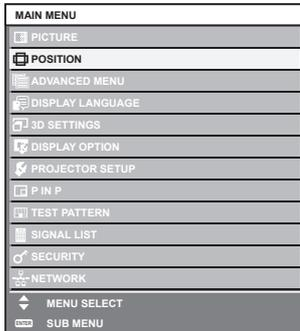 MAIN MENU
PICTURE
POSITION
ADVANCED MENU
DISPLAY LANGUAGE
3D SETTINGS
DISPLAY OPTION
PROJECTOR SETUP
P IN P
TEST PATTERN
SIGNAL LIST
SECURITY
NETWORK
MENU SELECT
ENTER SUB MENU